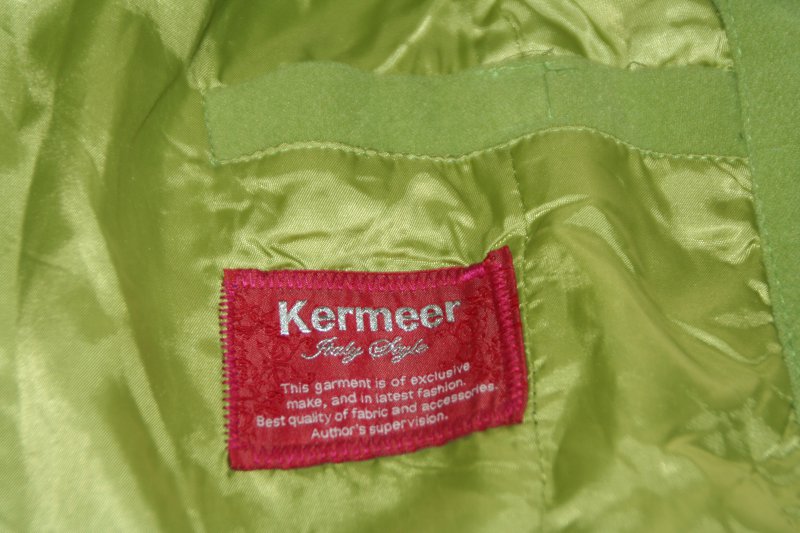 Kermeer
Italy Style
This garment is of exclusive
make, and in latest fashion.
Best quality of fabric and accessories.
Author's supervision.